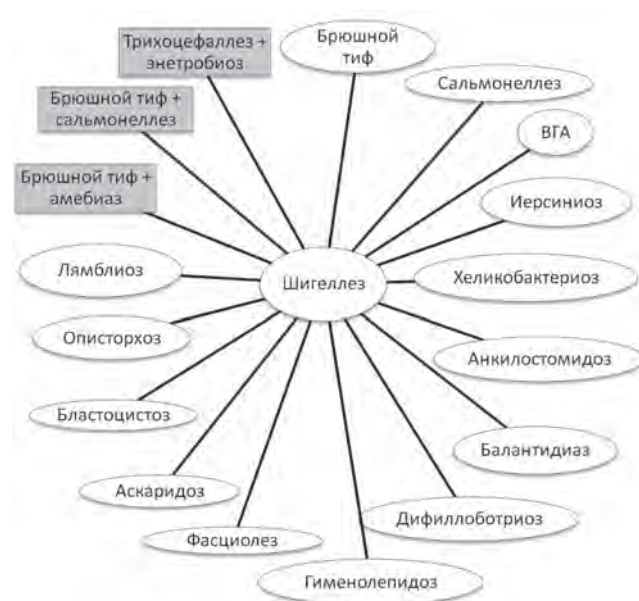 Трихоцефаллез +
энетробиоз
Брюшной
тиф
Сальмонеллез
Брюшной тиф +
сальмонеллез
ВГА
Брюшной тиф +
амебиаз
Иерсиниоз
Лямблиоз
Шигеллез
Хеликобактериоз
Описторхоз
Анкилостомидоз
Бластоцистоз
Балантидиаз
Аскаридоз
Дифиллоботриоз
Фасциолез
Гименолепидоз